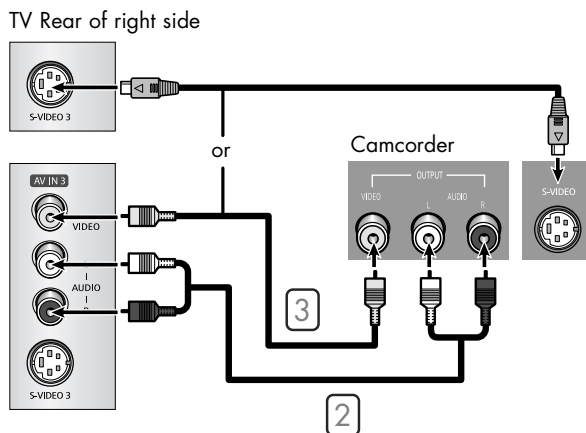 TV Rear of right side
S-VIDEO 3
or
Camcorder
OUTPUT
VIDEO
AUDIO
L
R
S-VIDEO
AV IN 3
VIDEO
AUDIO
S-VIDEO 3
3
2